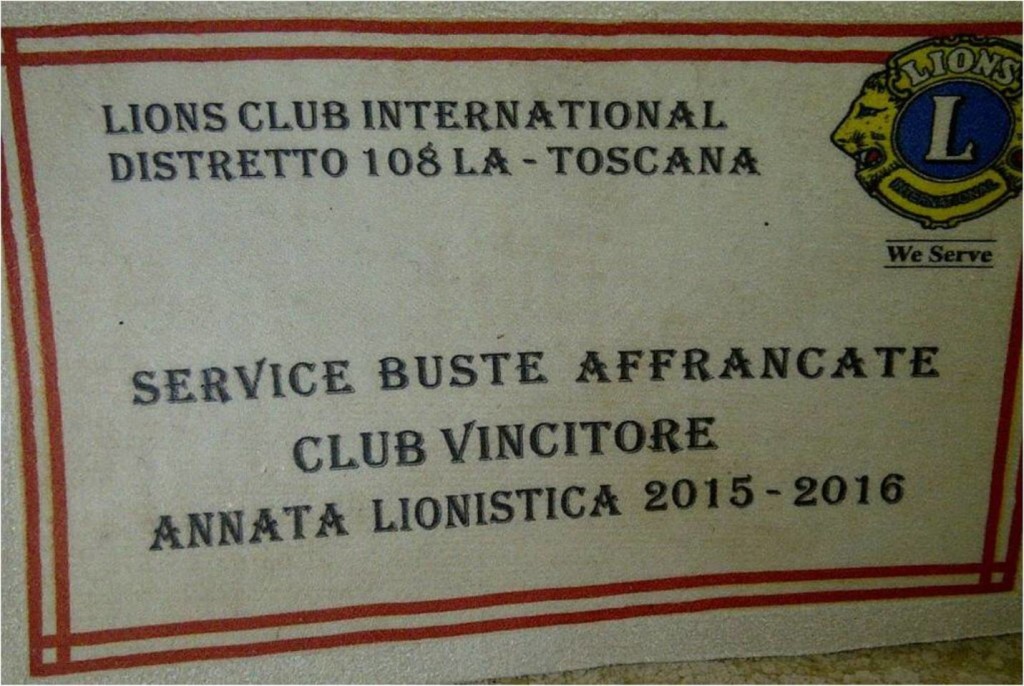 LIONS CLUB INTERNATIONAL
DISTRETTO 108 LA - TOSCANA
LIONS
L
INTERNATIONAL
We Serve
SERVICE BUSTE AFFRANCATE
CLUB VINCITORE
ANNATA LIONISTICA 2015 - 2016